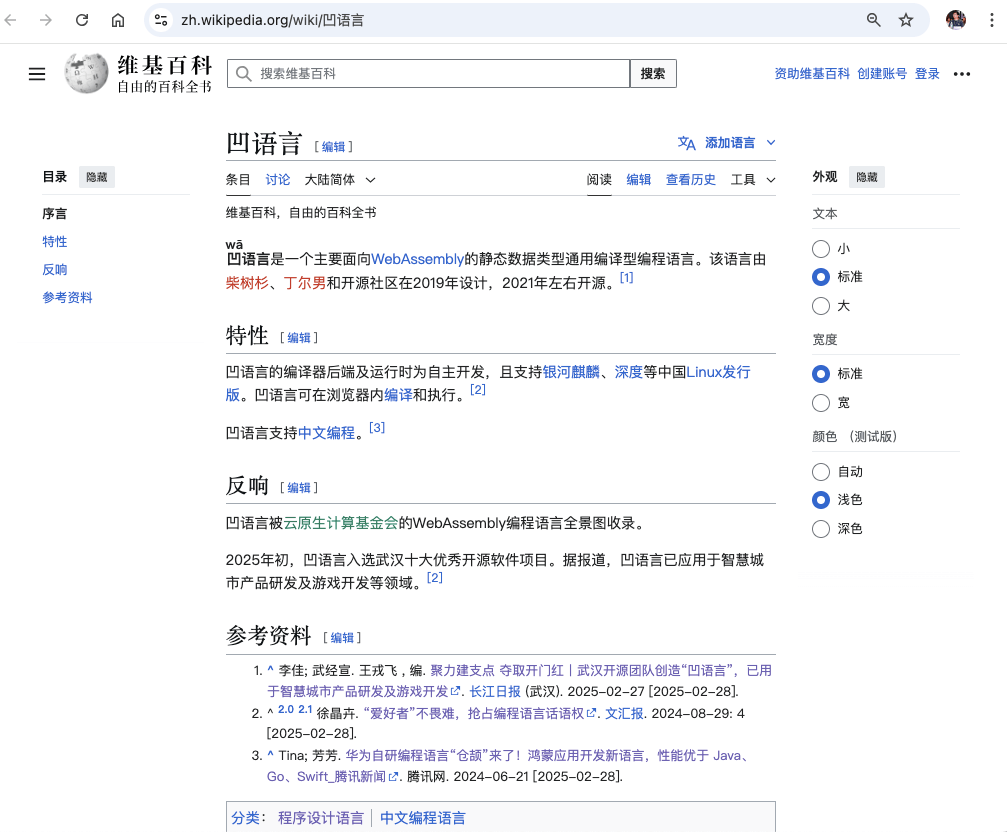 zh.wikipedia.org/wiki/凹语言
维基百科
自由的百科全书
搜索维基百科
搜索
资助维基百科 创建账号 登录
目录 隐藏
序言
特性
反响
参考资料
凹语言 [编辑]
添加语言
条目 讨论 大陆简体
阅读 编辑 查看历史 工具
维基百科，自由的百科全书
wā
凹语言是一个主要面向WebAssembly的静态数据类型通用编译型编程语言。该语言由
柴树杉、丁尔男和开源社区在2019年设计，2021年左右开源。[1]
特性 [编辑]
凹语言的编译器后端及运行时为自主开发，且支持银河麒麟、深度等中国Linux发行
版。凹语言可在浏览器内编译和执行。[2]
凹语言支持中文编程。[3]
反响 [编辑]
凹语言被云原生计算基金会的WebAssembly编程语言全景图收录。
2025年初，凹语言入选武汉十大优秀开源软件项目。据报道，凹语言已应用于智慧城
市产品研发及游戏开发等领域。[2]
参考资料 [编辑]
1. ^ 李佳; 武经宣. 王戎飞 , 编. 聚力建支点 夺取开门红丨武汉开源团队创造“凹语言”，已用
于智慧城市产品研发及游戏开发. 长江日报 (武汉). 2025-02-27 [2025-02-28].
2. ^ 2.0 2.1 徐晶卉. “爱好者”不畏难，抢占编程语言话语权. 文汇报. 2024-08-29: 4
[2025-02-28].
3. ^ Tina; 芳芳. 华为自研编程语言“仓颉”来了！鸿蒙应用开发新语言，性能优于 Java、
Go、Swift_腾讯新闻. 腾讯网. 2024-06-21 [2025-02-28].
分类： 程序设计语言 | 中文编程语言
外观 隐藏
文本
小
标准
大
宽度
标准
宽
颜色 （测试版）
自动
浅色
深色